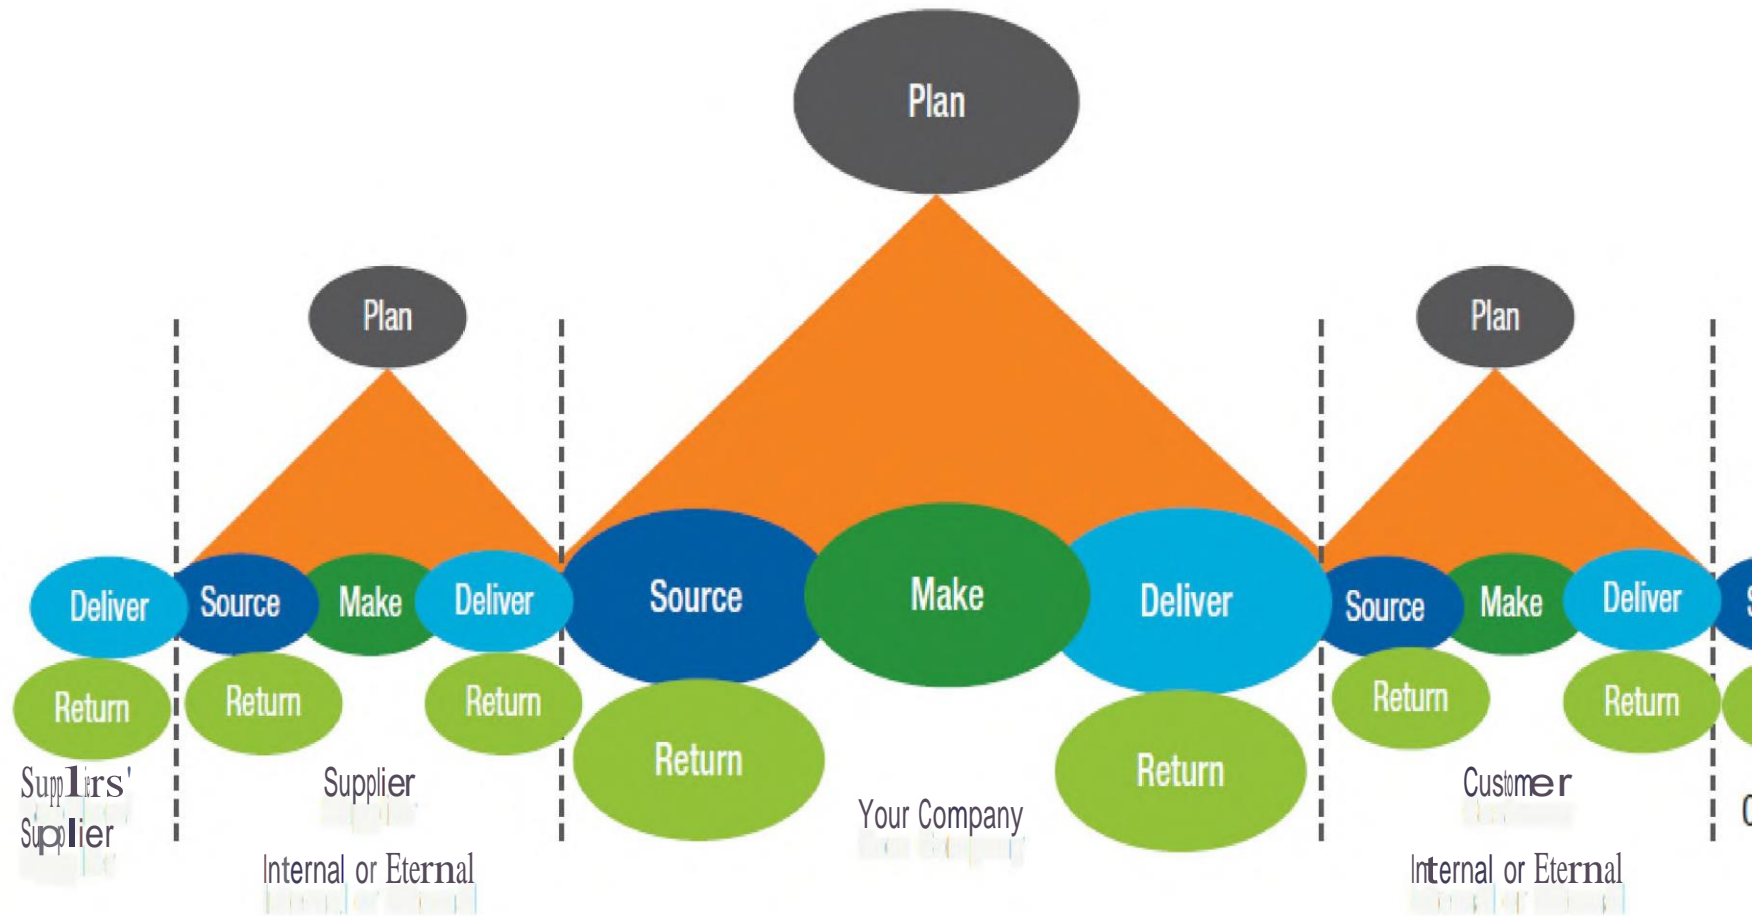 Plan
Plan
Plan
Deliver
Source
Make
Deliver
Source
Make
Deliver
Source
Make
Deliver
S
Return
Return
Return
Return
Return
Return
Return
Supplirs'
Supplier
Supplier
Internal or Eternal
Your Company
Customer
Internal or Eternal
C